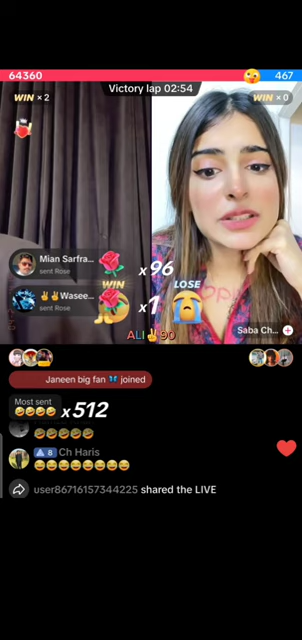 64360
467
Victory lap 02:54
WIN × 2
WIN × 0
Mian Sarfra...
sent Rose
x96
WIN
LOSE
✌✌Wasee...
sent Rose
x1
Saba Ch...
ALI✌90
Janeen big fan 🦋 joined
Most sent
🤣🤣🤣🤣 x512
🤣🤣🤣🤣🤣
8 Ch Haris
😂😂😂😂😂😂😂😂
user86716157344225 shared the LIVE